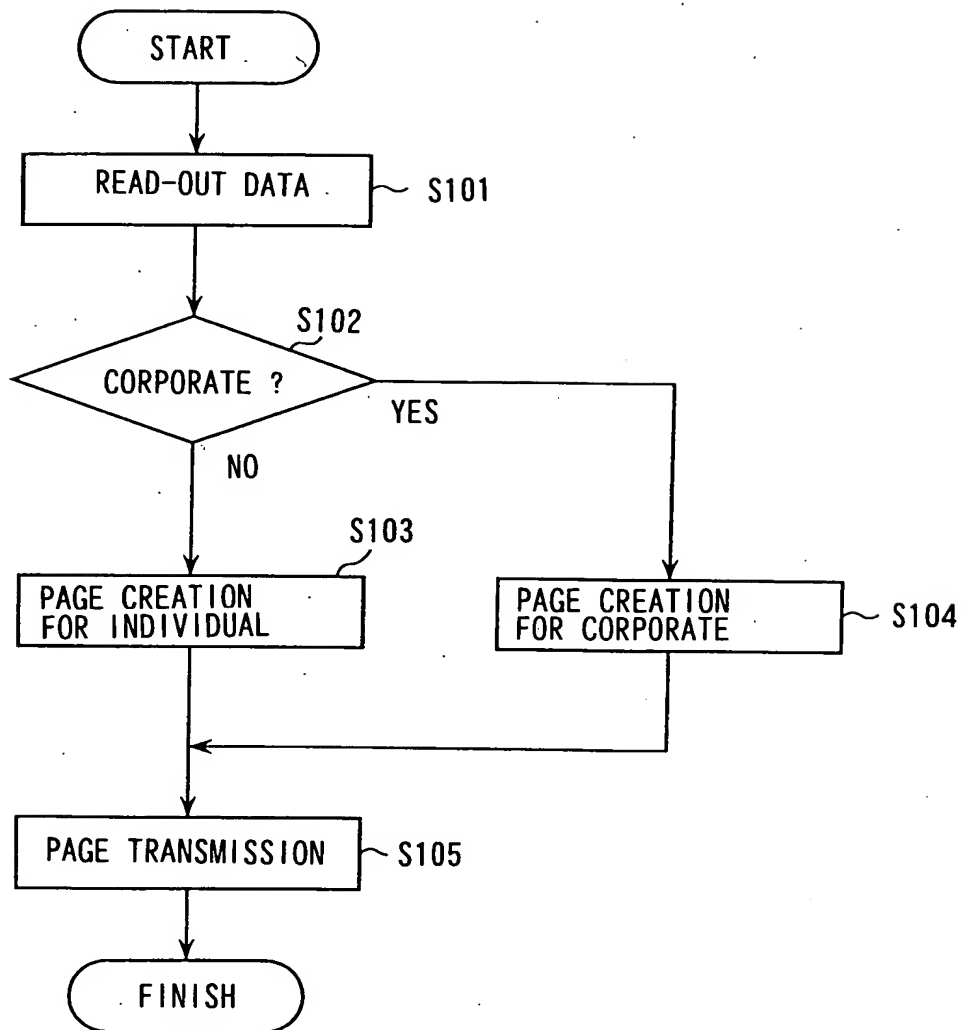 START
READ-OUT DATA
S101
S102
CORPORATE ?
YES
NO
S103
PAGE CREATION
FOR INDIVIDUAL
PAGE CREATION
FOR CORPORATE
S104
PAGE TRANSMISSION
S105
FINISH